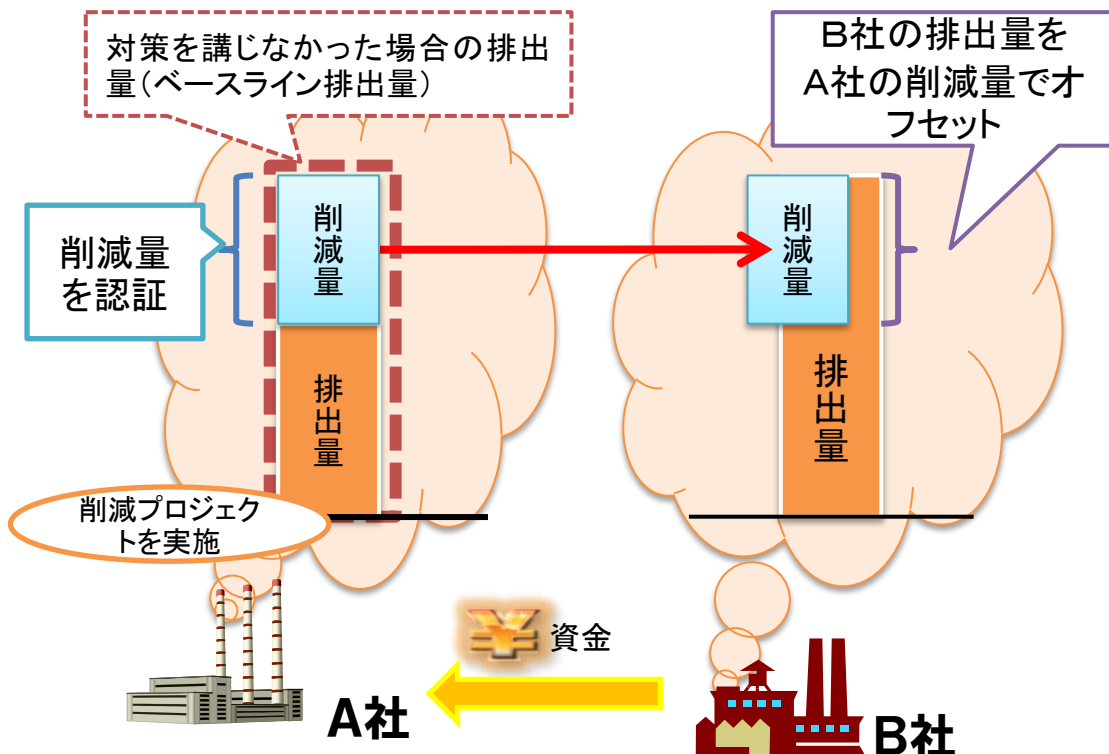 対策を講じなかった場合の排出
量(ベースライン排出量)
B社の排出量を
A社の削減量でオ
フセット
削減量
を認証
削減量
排出量
削減量
排出量
削減プロジェク
トを実施
資金
A社
B社